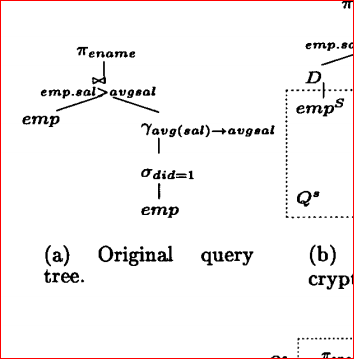 π_ename
⋈
emp.sal>avgsal
emp
γ_avg(sal)→avgsal
σ_did=1
emp
(a) Original query
tree.
π
emp.sa
D
emp^S
Q^s
(b)
crypt